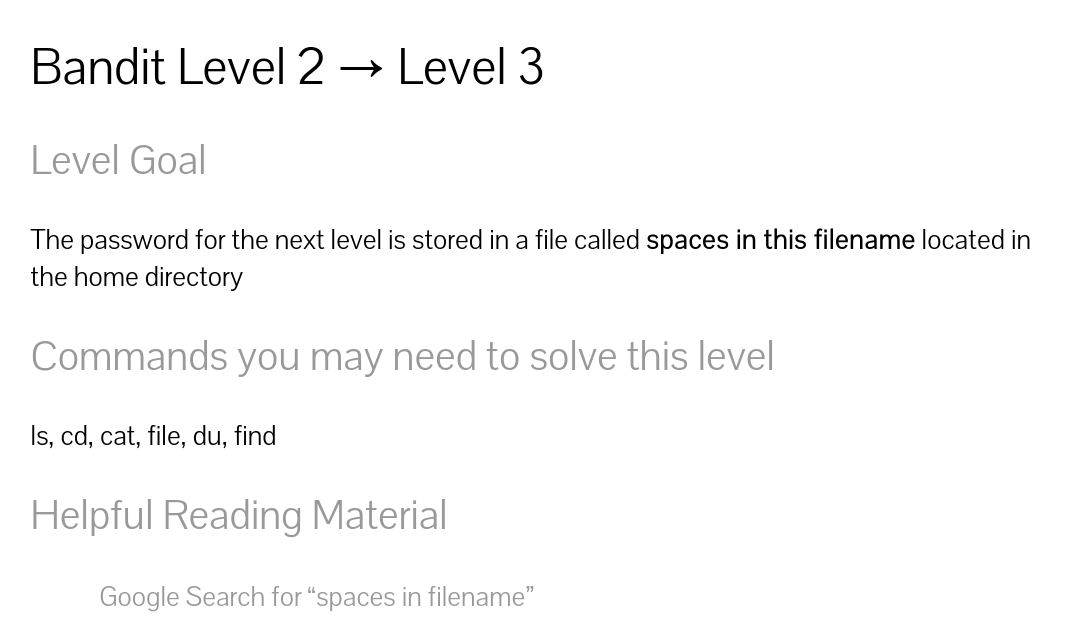 Bandit Level 2 → Level 3
Level Goal
The password for the next level is stored in a file called spaces in this filename located in
the home directory
Commands you may need to solve this level
ls, cd, cat, file, du, find
Helpful Reading Material
Google Search for “spaces in filename”